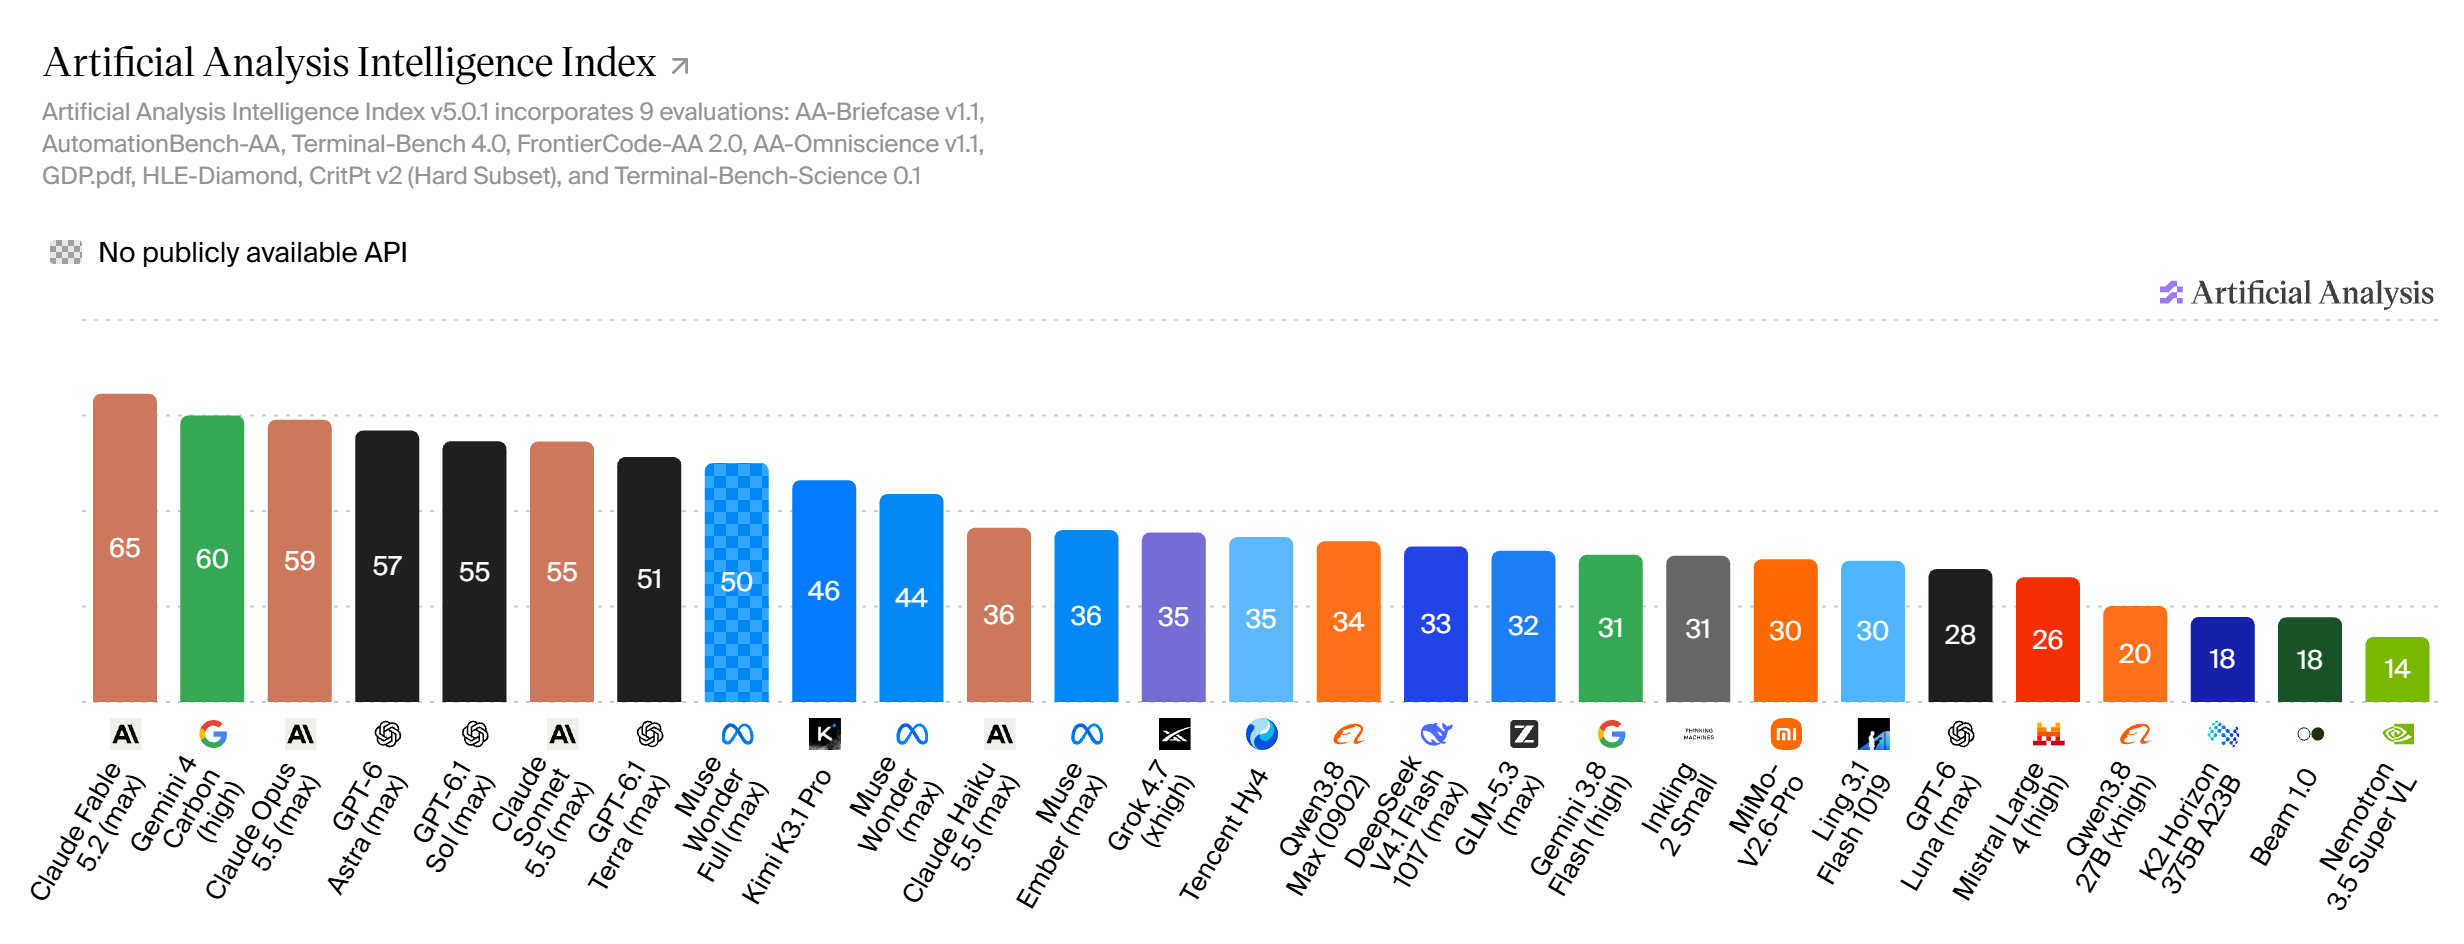 Artificial Analysis Intelligence Index
Artificial Analysis Intelligence Index v5.0.1 incorporates 9 evaluations: AA-Briefcase v1.1,
AutomationBench-AA, Terminal-Bench 4.0, FrontierCode-AA 2.0, AA-Omniscience v1.1,
GDP.pdf, HLE-Diamond, CritPt v2 (Hard Subset), and Terminal-Bench-Science 0.1
No publicly available API
Artificial Analysis
65
60
59
57
55
55
51
50
46
44
36
36
35
35
34
33
32
31
31
30
30
28
26
20
18
18
14
THINKING
MACHINES
Claude Fable
5.2 (max)
Gemini 4
Carbon
(high)
Claude Opus
5.5 (max)
GPT-6
Astra (max)
GPT-6.1
Sol (max)
Claude
Sonnet
5.5 (max)
GPT-6.1
Terra (max)
Muse
Wonder
Full (max)
Kimi K3.1 Pro
Muse
Wonder
(max)
Claude Haiku
5.5 (max)
Muse
Ember (max)
Grok 4.7
(xhigh)
Tencent Hy4
Qwen3.8
Max (0902)
DeepSeek
V4.1 Flash
1017 (max)
GLM-5.3
(max)
Gemini 3.8
Flash (high)
Inkling
2 Small
MiMo-
V2.6-Pro
Ling 3.1
Flash 1019
GPT-6
Luna (max)
Mistral Large
4 (high)
Qwen3.8
27B (xhigh)
K2 Horizon
375B A23B
Beam 1.0
Nemotron
3.5 Super VL